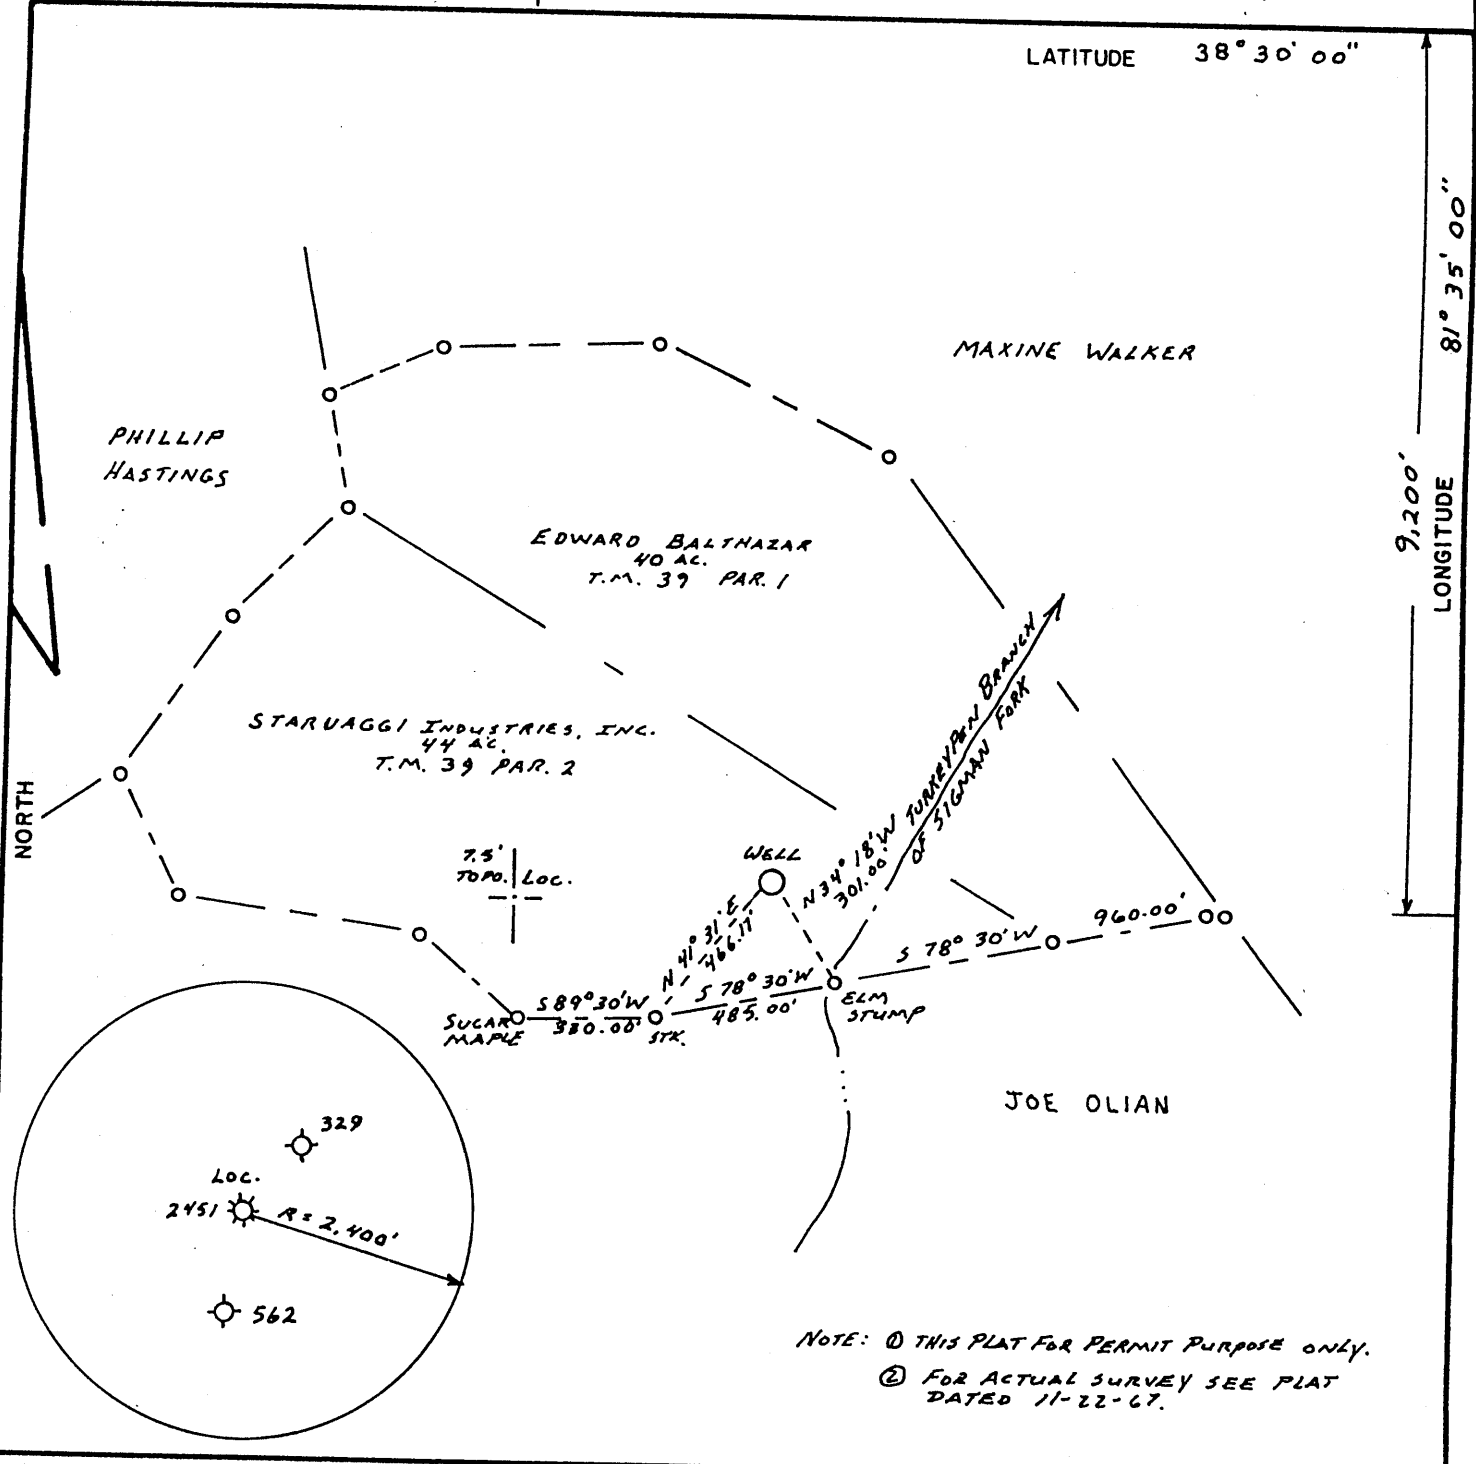 LATITUDE 38° 30' 00"
81° 35' 00"
LONGITUDE
9,200'
MAXINE WALKER
PHILLIP
HASTINGS
EDWARD BALTHAZAR
40 AC.
T.M. 39 PAR. 1
STARVAGGI INDUSTRIES, INC.
44 AC.
T.M. 39 PAR. 2
TURKEYPEN BRANCH
OF SIGMAN FORK
NORTH
7.5'
TOPO. LOC.
WELL
N 34° 18' W
301.00'
N 41° 31' E
466.17'
S 78° 30' W 960.00'
S 78° 30' W
485.00'
ELM
STUMP
S 89° 30' W
330.00'
SUGAR
MAPLE
STK.
JOE OLIAN
329
LOC.
2451
R = 2,400'
562
NOTE: ① THIS PLAT FOR PERMIT PURPOSE ONLY.
② FOR ACTUAL SURVEY SEE PLAT
DATED 11-22-67.